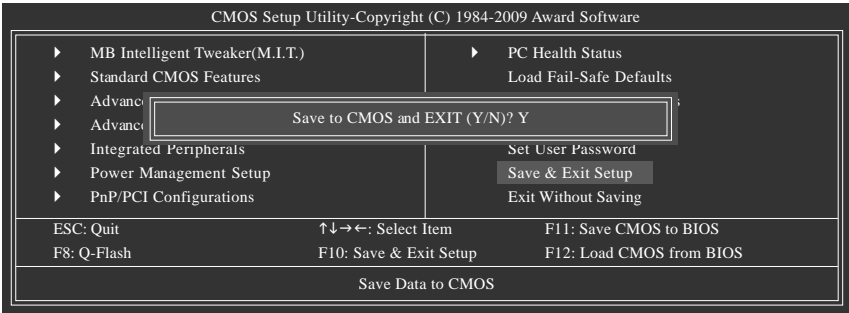 CMOS Setup Utility-Copyright (C) 1984-2009 Award Software
MB Intelligent Tweaker(M.I.T.)
Standard CMOS Features
Integrated Peripherals
Power Management Setup
PnP/PCI Configurations
PC Health Status
Load Fail-Safe Defaults
Set User Password
Save & Exit Setup
Exit Without Saving
Save to CMOS and EXIT (Y/N)? Y
ESC: Quit ↑↓→←: Select Item F11: Save CMOS to BIOS
F8: Q-Flash F10: Save & Exit Setup F12: Load CMOS from BIOS
Save Data to CMOS